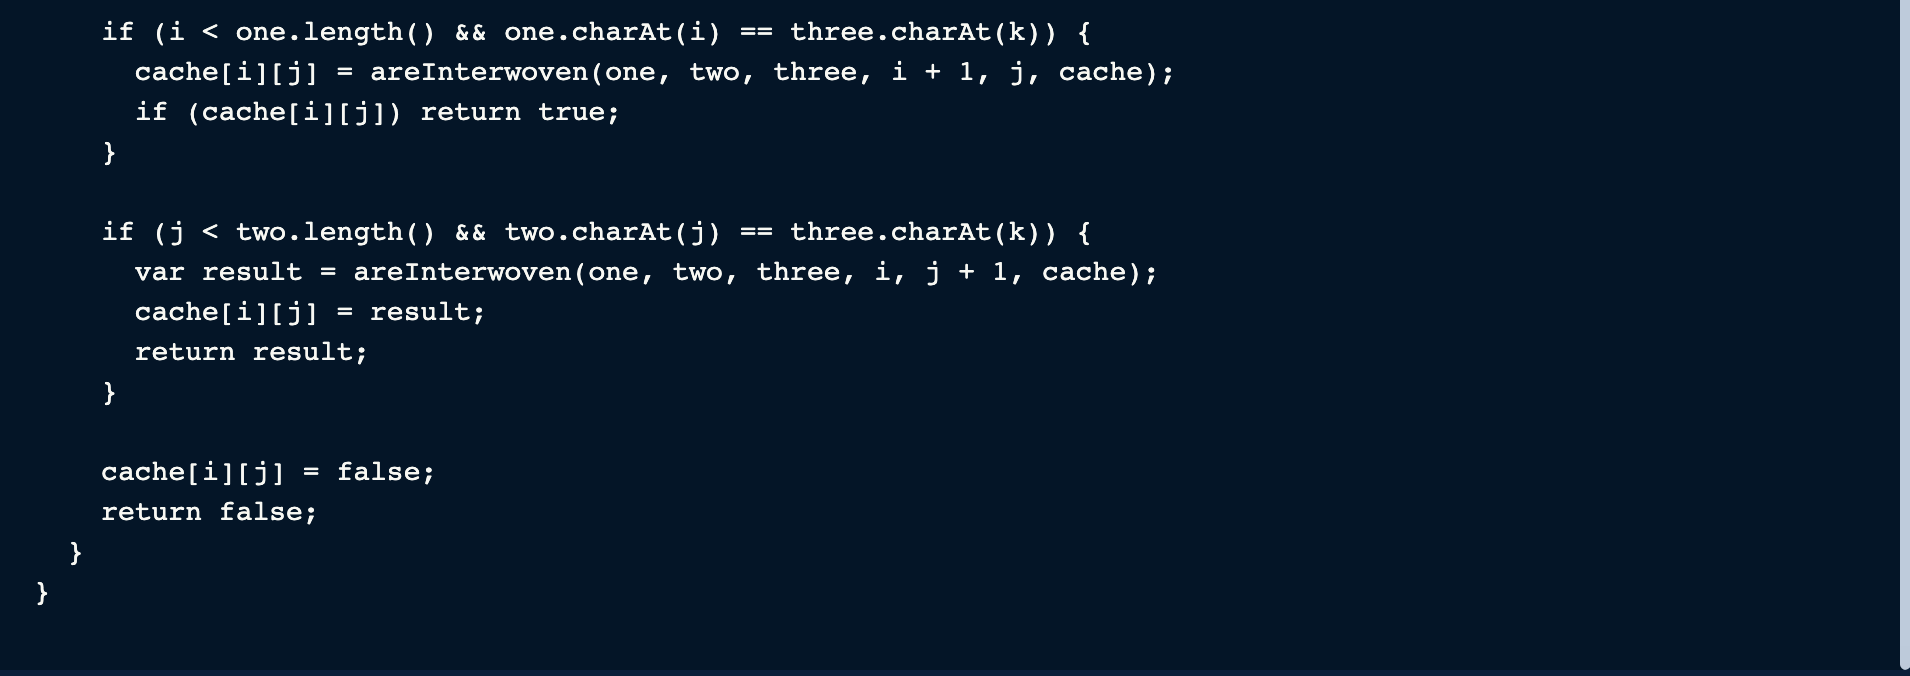 if (i < one.length() && one.charAt(i) == three.charAt(k)) {
cache[i][j] = areInterwoven(one, two, three, i + 1, j, cache);
if (cache[i][j]) return true;
}
if (j < two.length() && two.charAt(j) == three.charAt(k)) {
var result = areInterwoven(one, two, three, i, j + 1, cache);
cache[i][j] = result;
return result;
}
cache[i][j] = false;
return false;
}
}